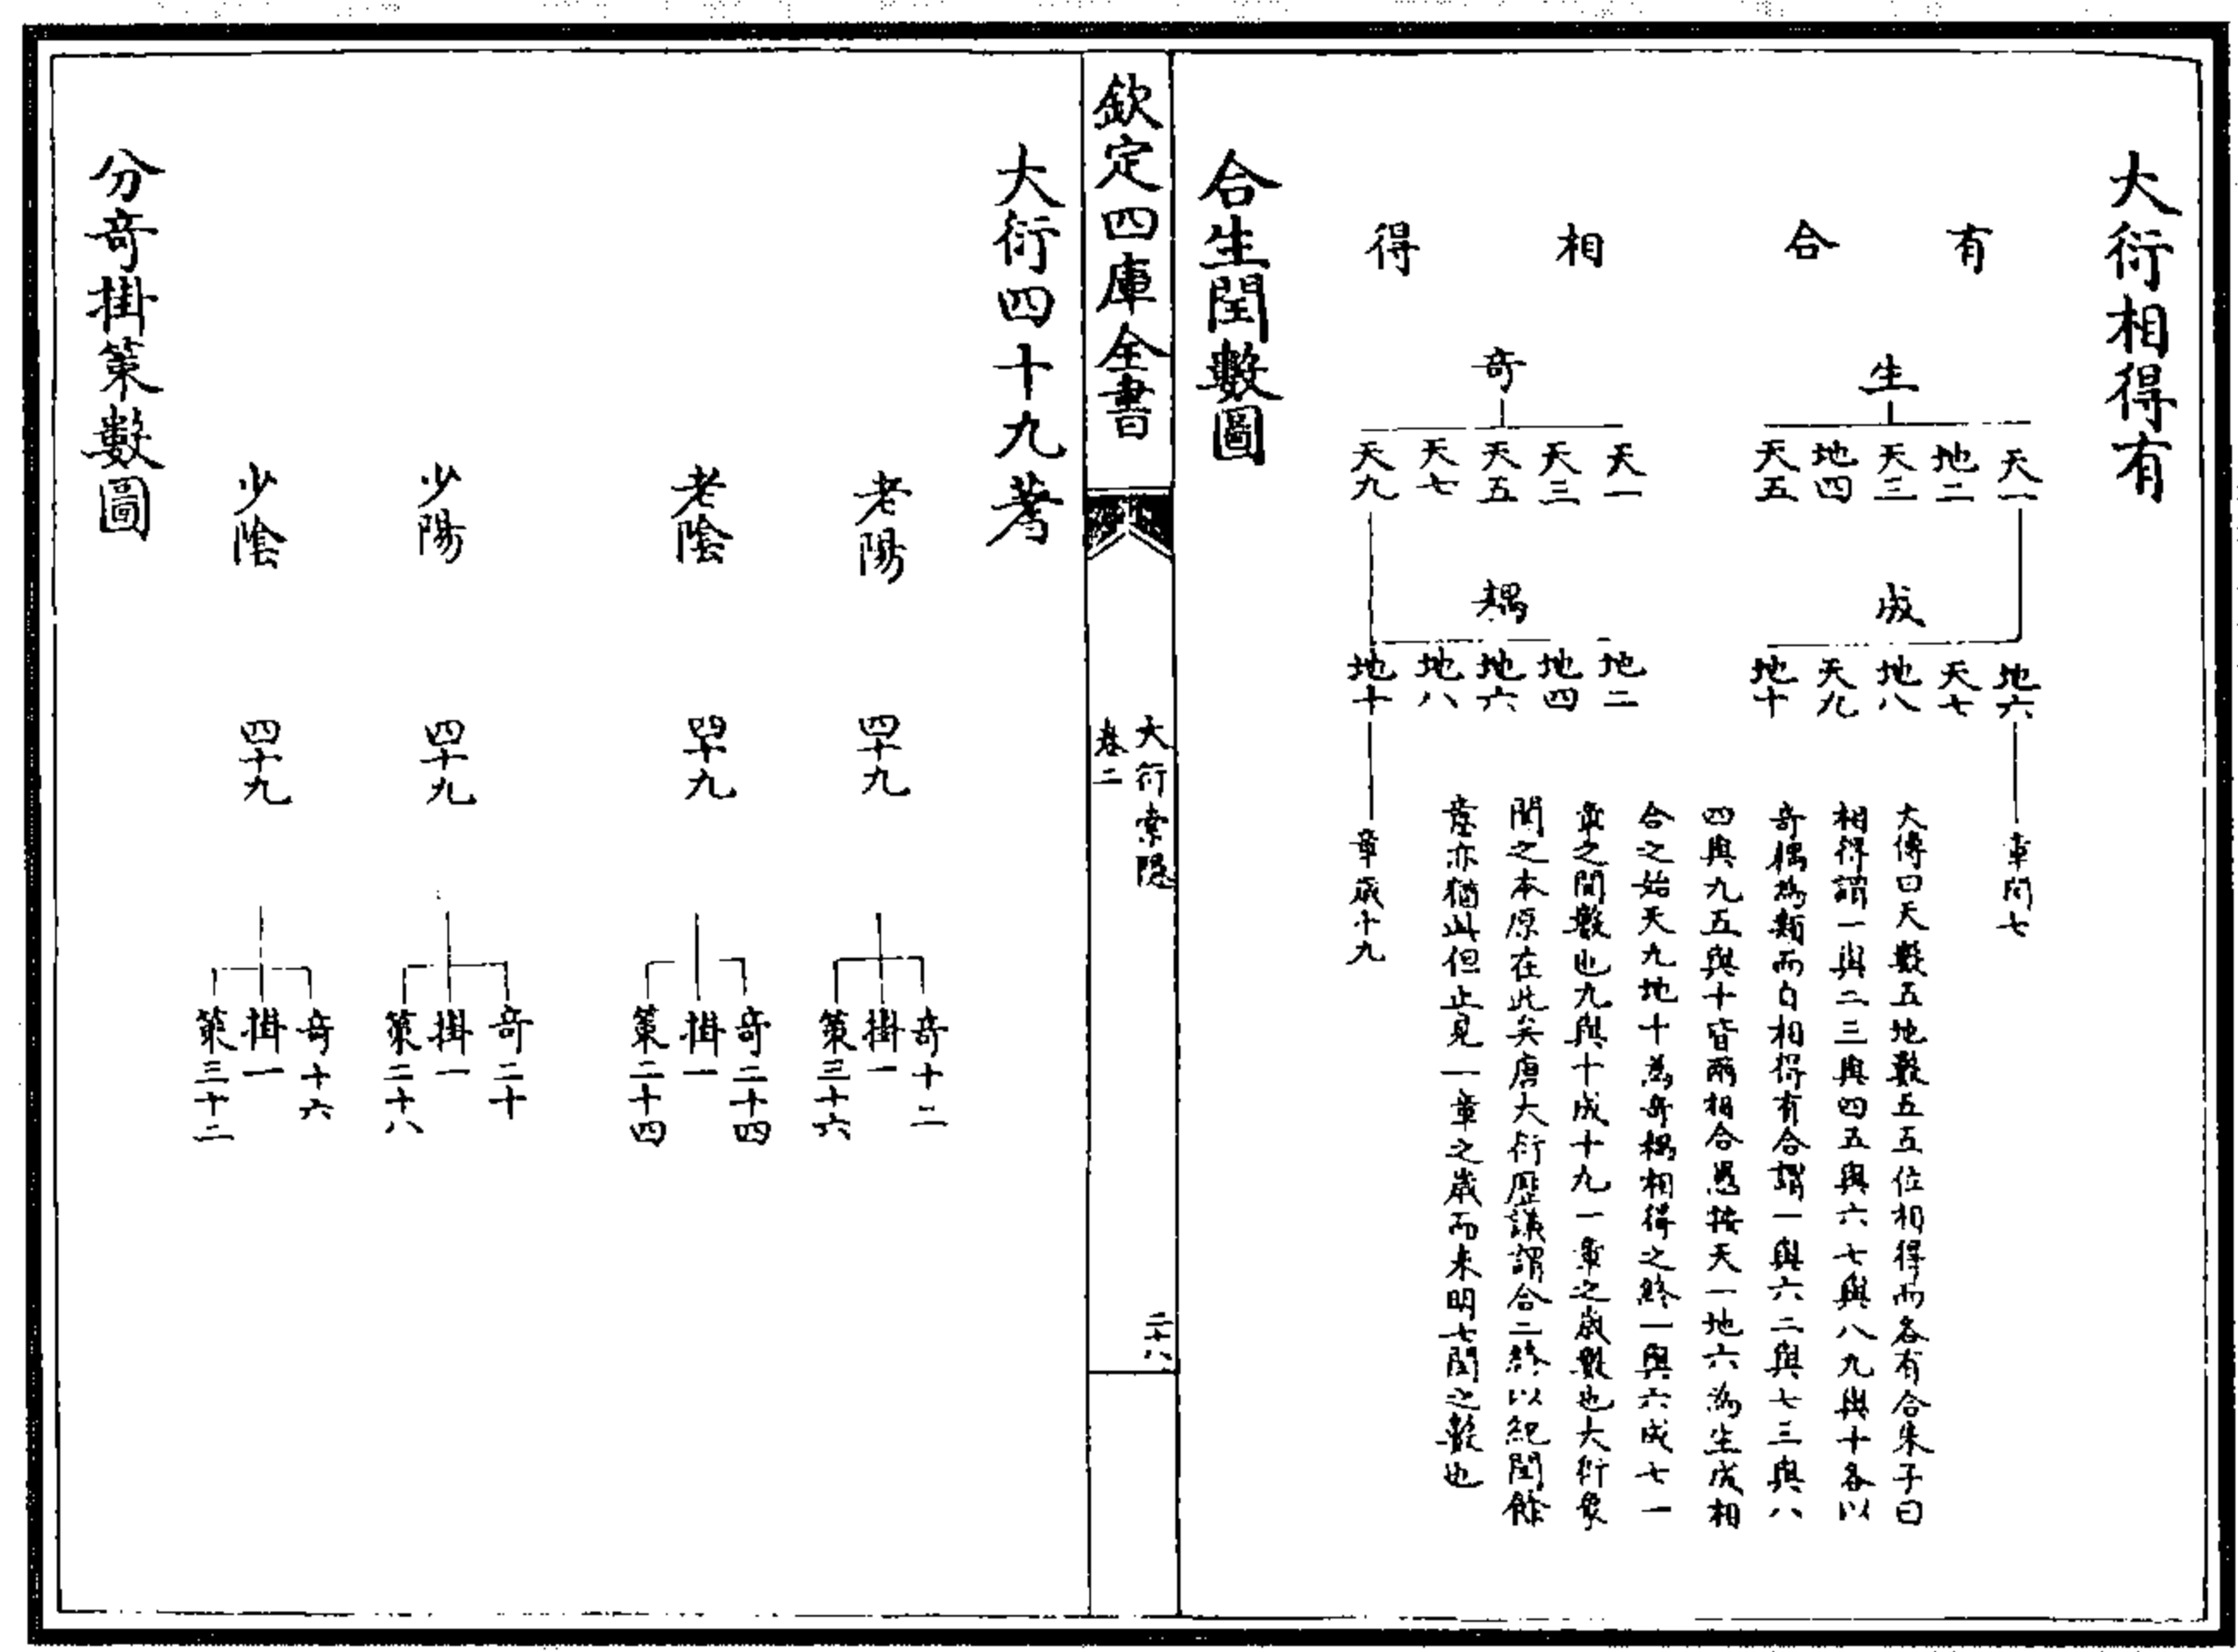 大衍相得有
有合
生
天一
地二
天三
地四
天五
成
地六
天七
地八
天九
地十
章閏七
相得
奇
天一
天三
天五
天七
天九
耦
地二
地四
地六
地八
地十
章歲十九
大傳曰天數五地數五五位相得而各有合朱子曰
相得謂一與二三與四五與六七與八九與十各以
奇耦為類而自相得有合謂一與六二與七三與八
四與九五與十皆兩相合愚按天一地六為生成相
合之始天九地十為奇耦相得之終一與六成七一
章之閏數也九與十成十九一章之歲數也大衍象
閏之本原在此矣唐大衍歴議謂合二終以紀閏餘
意亦猶此但止見一章之歲而未明七閏之數也
合生閏數圖
欽定四庫全書
大衍索隱
卷二
二十八
大衍四十九蓍
老陽
四十九
奇十二
掛一
策三十六
老陰
四十九
奇二十四
掛一
策二十四
少陽
四十九
奇二十
掛一
策二十八
少陰
四十九
奇十六
掛一
策三十二
分奇掛策數圖